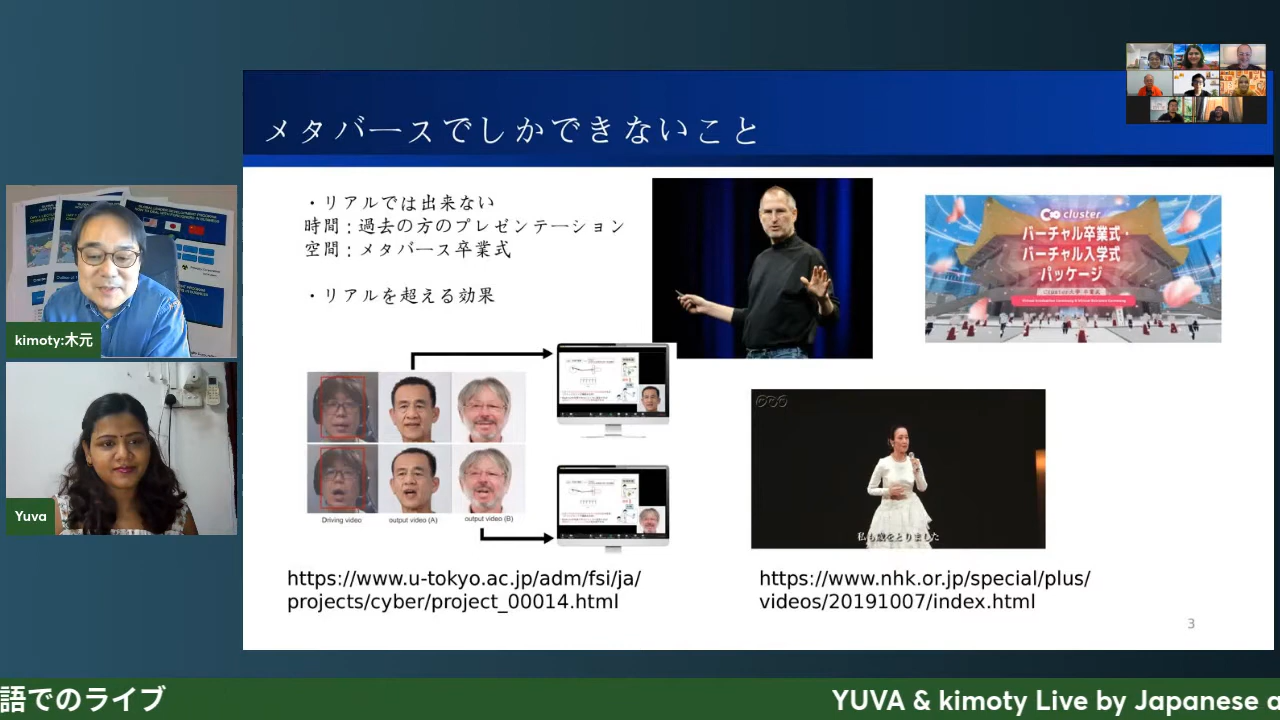 メタバースでしかできないこと
・リアルでは出来ない
時間：過去の方のプレゼンテーション
空間：メタバース卒業式
・リアルを超える効果
cluster
バーチャル卒業式・
バーチャル入学式
パッケージ
kimoty:木元
Yuva
Driving video
output video (A)
output video (B)
私も歳をとりました
https://www.u-tokyo.ac.jp/adm/fsi/ja/
projects/cyber/project_00014.html
https://www.nhk.or.jp/special/plus/
videos/20191007/index.html
3
語でのライブ
YUVA & kimoty Live by Japanese